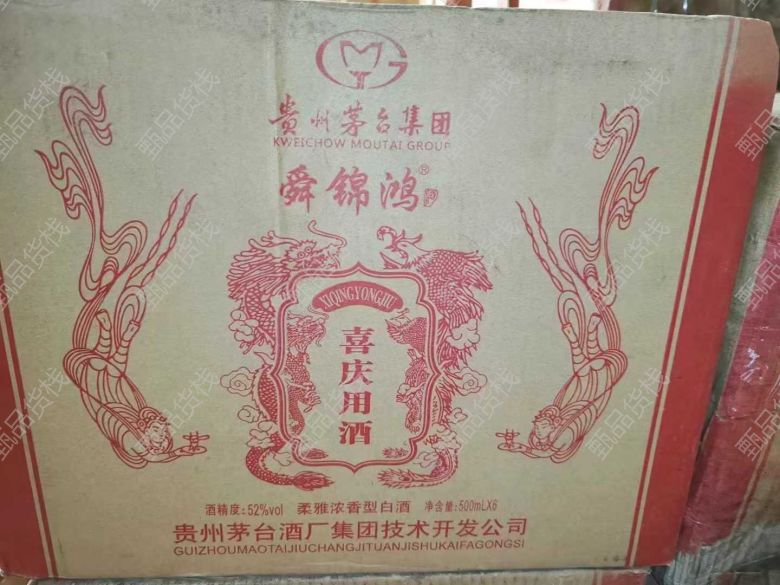 贵州茅台集团
KWEICHOW MOUTAI GROUP
舜锦鸿®
XIQINGYONGJIU
喜庆用酒
酒精度:52%vol 柔雅浓香型白酒 净含量:500mLX6
贵州茅台酒厂集团技术开发公司
GUIZHOUMAOTAIJIUCHANGJITUANJISHUKAIFAGONGSI
甄品货栈